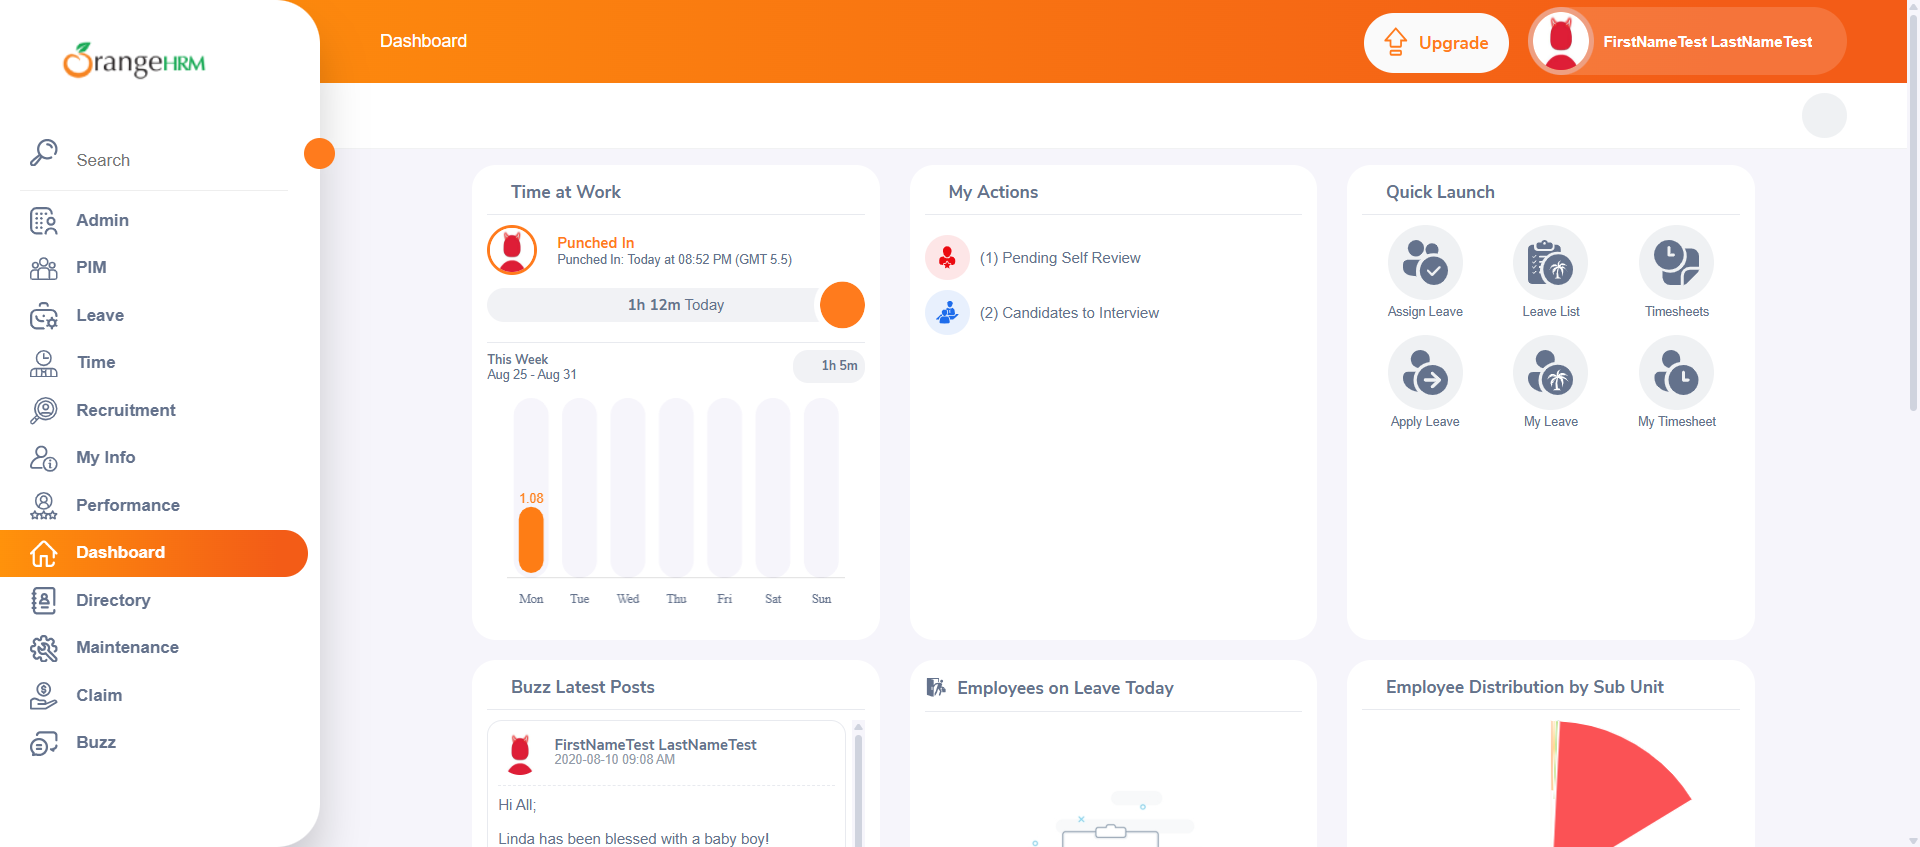 OrangeHRM
Dashboard
Upgrade
FirstNameTest LastNameTest
Search
Admin
PIM
Leave
Time
Recruitment
My Info
Performance
Dashboard
Directory
Maintenance
Claim
Buzz
Time at Work
Punched In
Punched In: Today at 08:52 PM (GMT 5.5)
1h 12m Today
This Week
Aug 25 - Aug 31
1h 5m
1.08
Mon Tue Wed Thu Fri Sat Sun
My Actions
(1) Pending Self Review
(2) Candidates to Interview
Quick Launch
Assign Leave
Leave List
Timesheets
Apply Leave
My Leave
My Timesheet
Buzz Latest Posts
FirstNameTest LastNameTest
2020-08-10 09:08 AM
Hi All;
Linda has been blessed with a baby boy!
Employees on Leave Today
Employee Distribution by Sub Unit